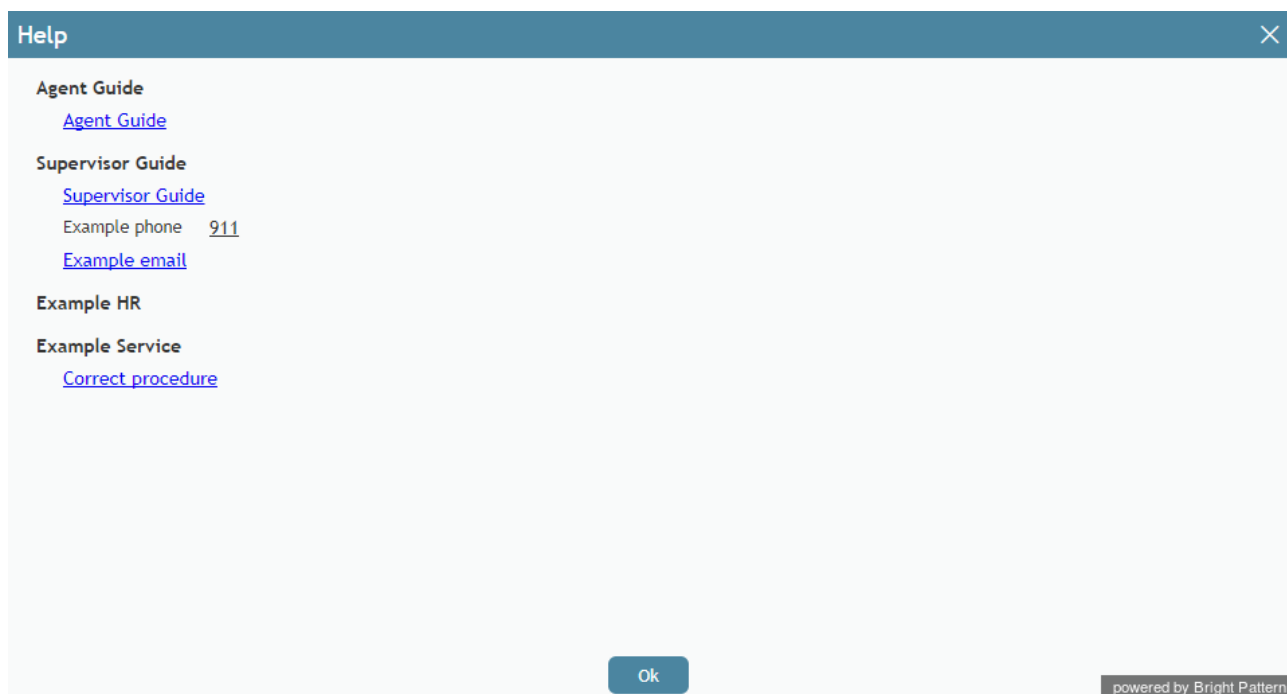 Help
Agent Guide
Agent Guide
Supervisor Guide
Supervisor Guide
Example phone 911
Example email
Example HR
Example Service
Correct procedure
Ok
powered by Bright Pattern